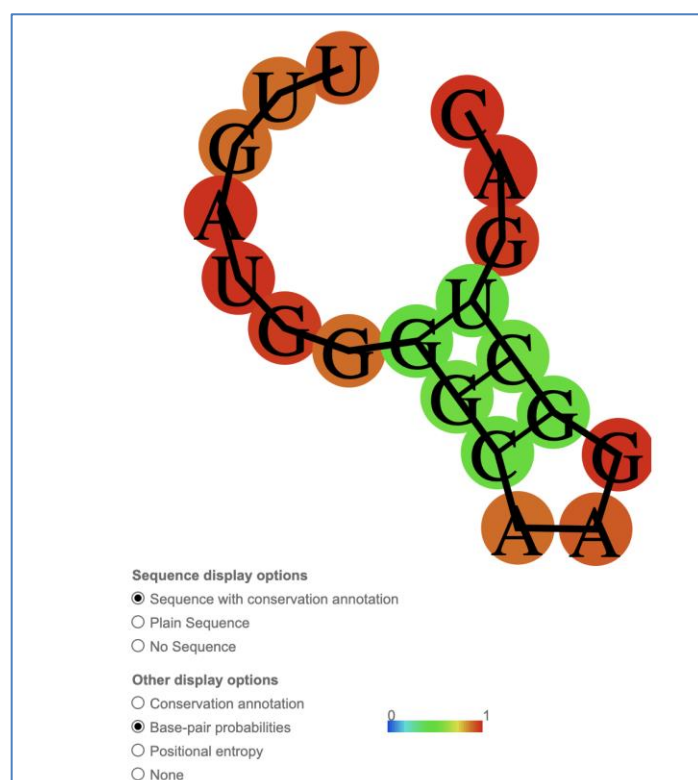 U U G A U G G G G C A A G G C U G A C
Sequence display options
Sequence with conservation annotation
Plain Sequence
No Sequence
Other display options
Conservation annotation
Base-pair probabilities
Positional entropy
None
0 1